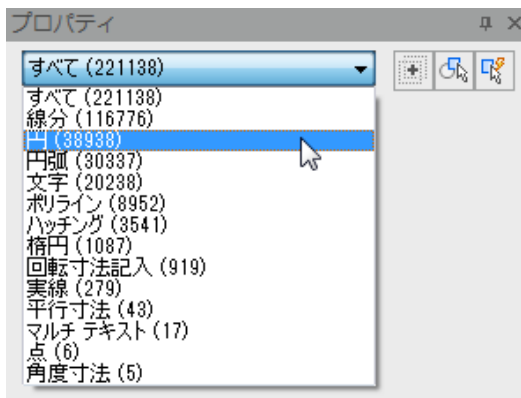 プロパティ
すべて (221138)
すべて (221138)
線分 (116776)
円 (38938)
円弧 (30337)
文字 (20238)
ポリライン (8952)
ハッチング (3541)
楕円 (1087)
回転寸法記入 (919)
実線 (279)
平行寸法 (43)
マルチ テキスト (17)
点 (6)
角度寸法 (5)